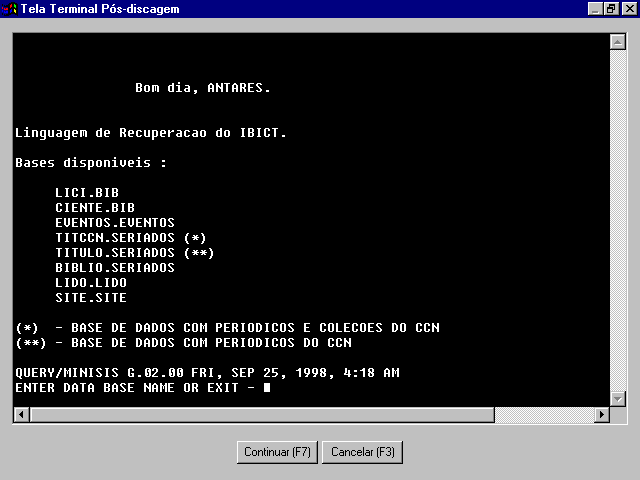 Tela Terminal Pós-discagem
Bom dia, ANTARES.
Linguagem de Recuperacao do IBICT.
Bases disponiveis :
LICI.BIB
CIENTE.BIB
EVENTOS.EVENTOS
TITCCN.SERIADOS (*)
TITULO.SERIADOS (**)
BIBLIO.SERIADOS
LIDO.LIDO
SITE.SITE
(*) - BASE DE DADOS COM PERIODICOS E COLECOES DO CCN
(**) - BASE DE DADOS COM PERIODICOS DO CCN
QUERY/MINISIS G.02.00 FRI, SEP 25, 1998, 4:18 AM
ENTER DATA BASE NAME OR EXIT -
Continuar (F7) Cancelar (F3)